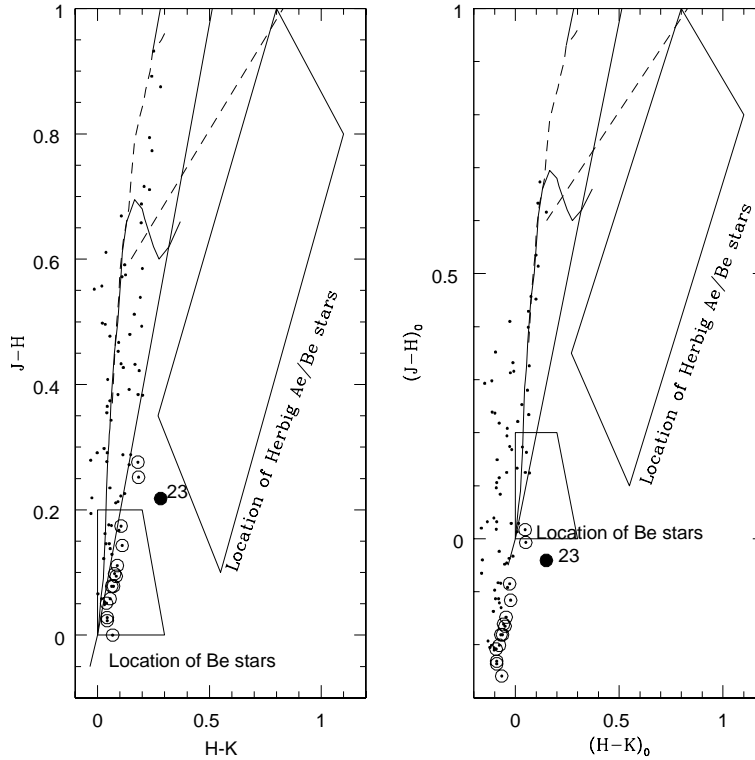 1
0.8
0.6
0.4
0.2
0
J−H
0
0.5
1
H-K
23
Location of Be stars
Location of Herbig Ae/Be stars
1
0.5
0
(J−H)₀
0
0.5
1
(H−K)₀
23
Location of Be stars
Location of Herbig Ae/Be stars